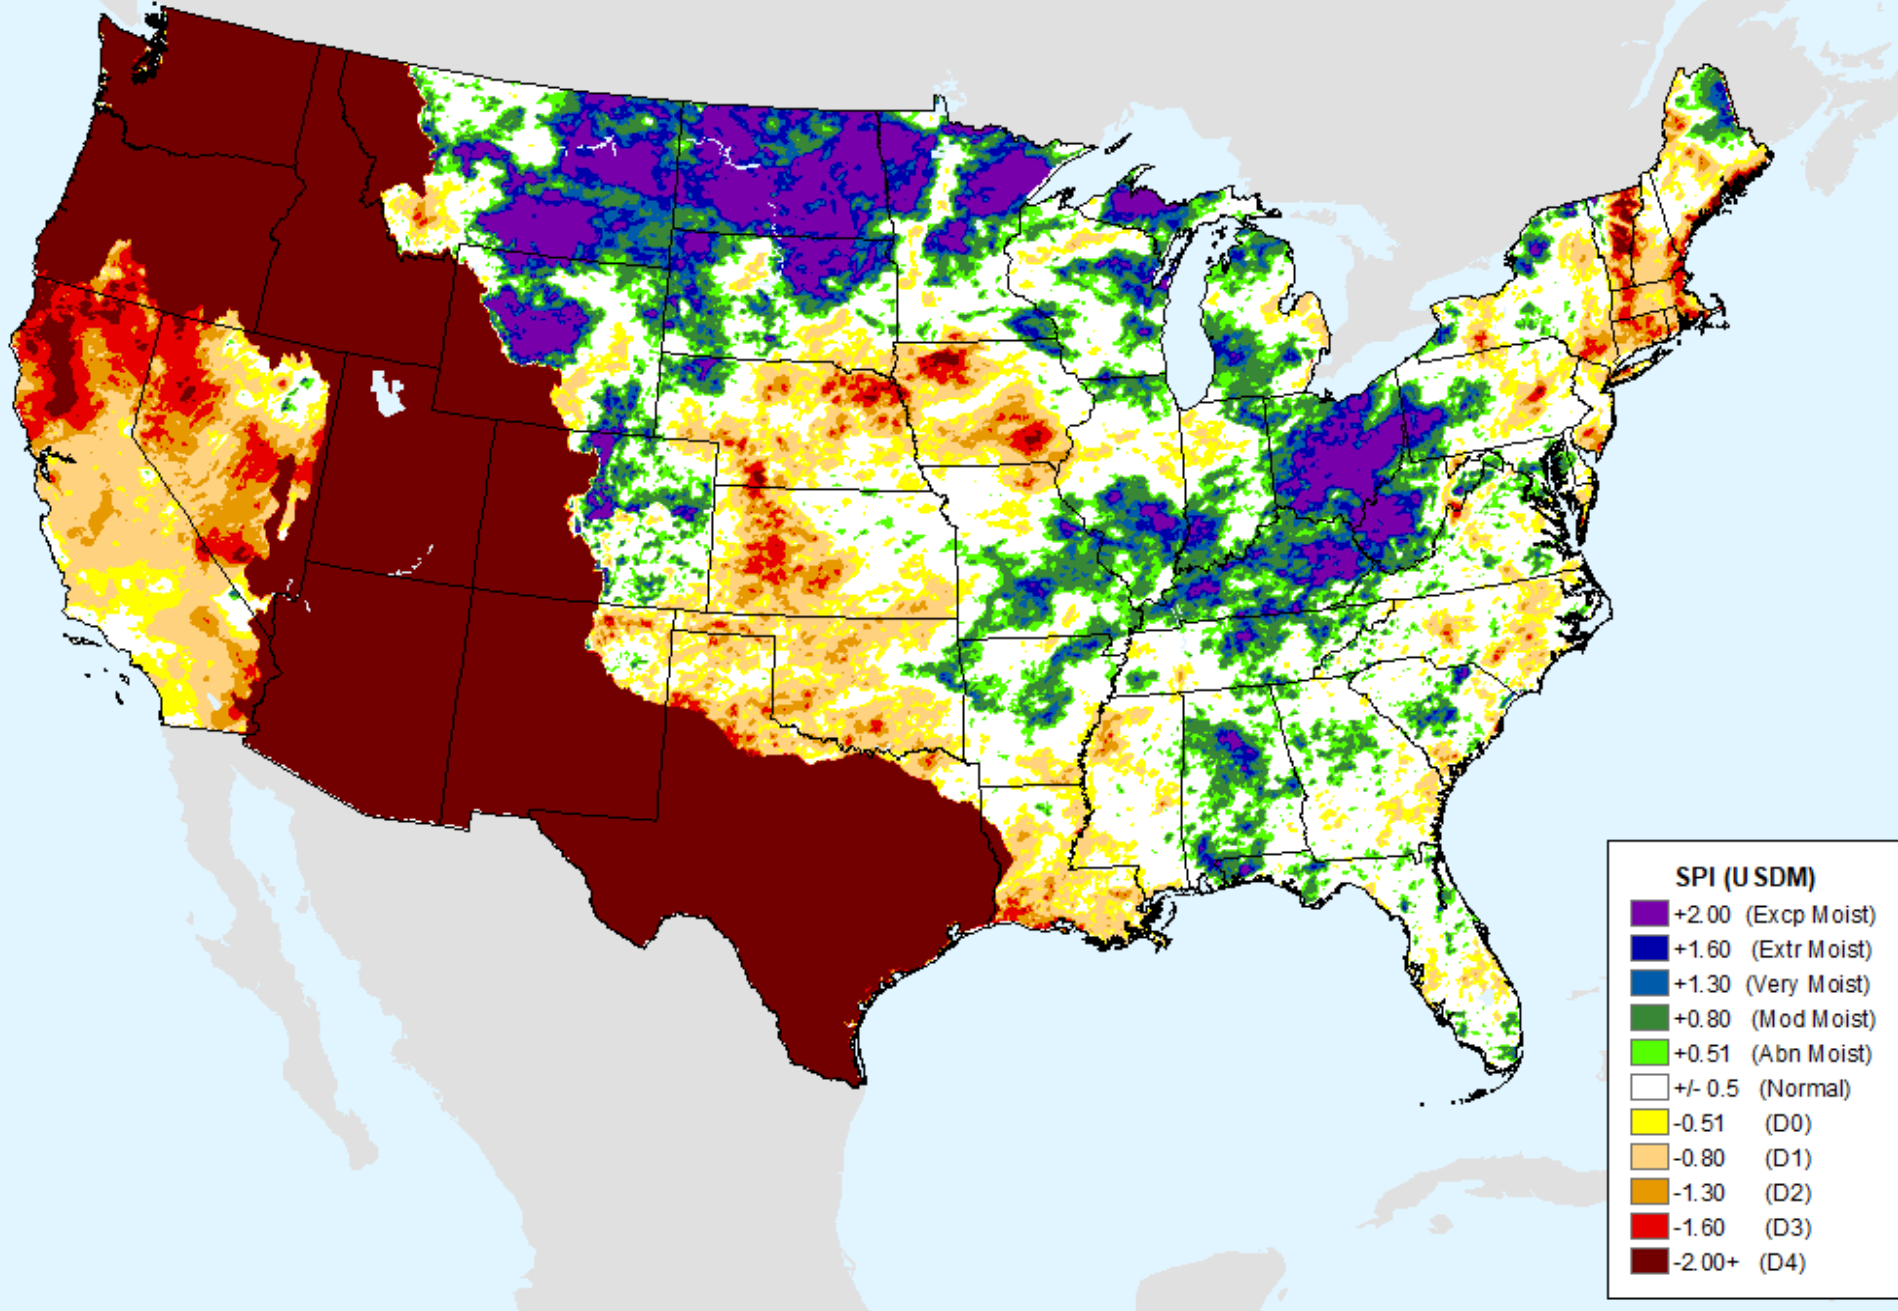 SPI (USDM)
+2.00 (Excp Moist)
+1.60 (Extr Moist)
+1.30 (Very Moist)
+0.80 (Mod Moist)
+0.51 (Abn Moist)
+/- 0.5 (Normal)
-0.51 (D0)
-0.80 (D1)
-1.30 (D2)
-1.60 (D3)
-2.00+ (D4)